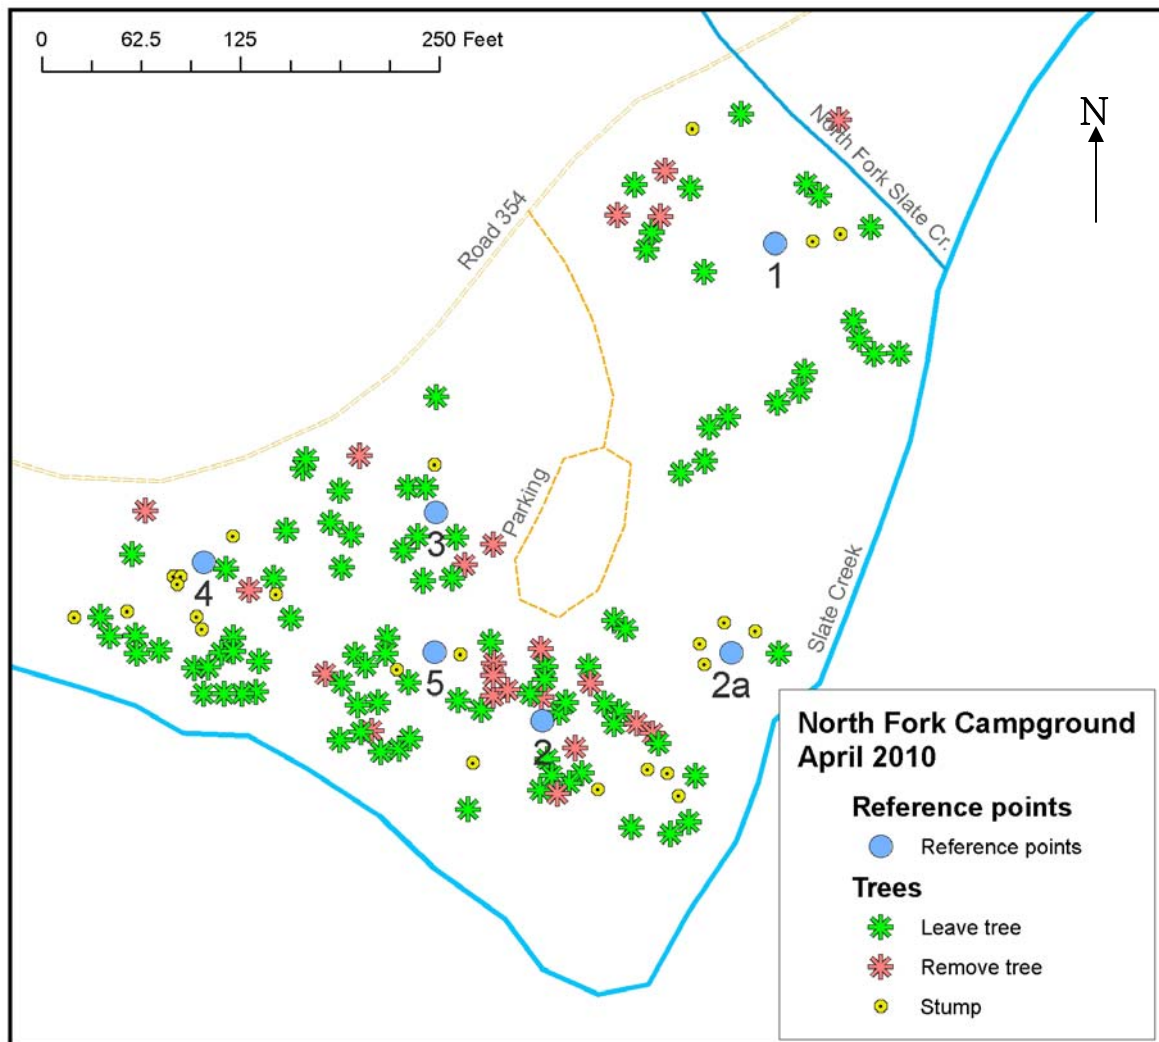 0 62.5 125 250 Feet
N
North Fork Slate Cr.
Road 354
1
Parking
3
4
Slate Creek
5
2a
2
North Fork Campground
April 2010
Reference points
Reference points
Trees
Leave tree
Remove tree
Stump